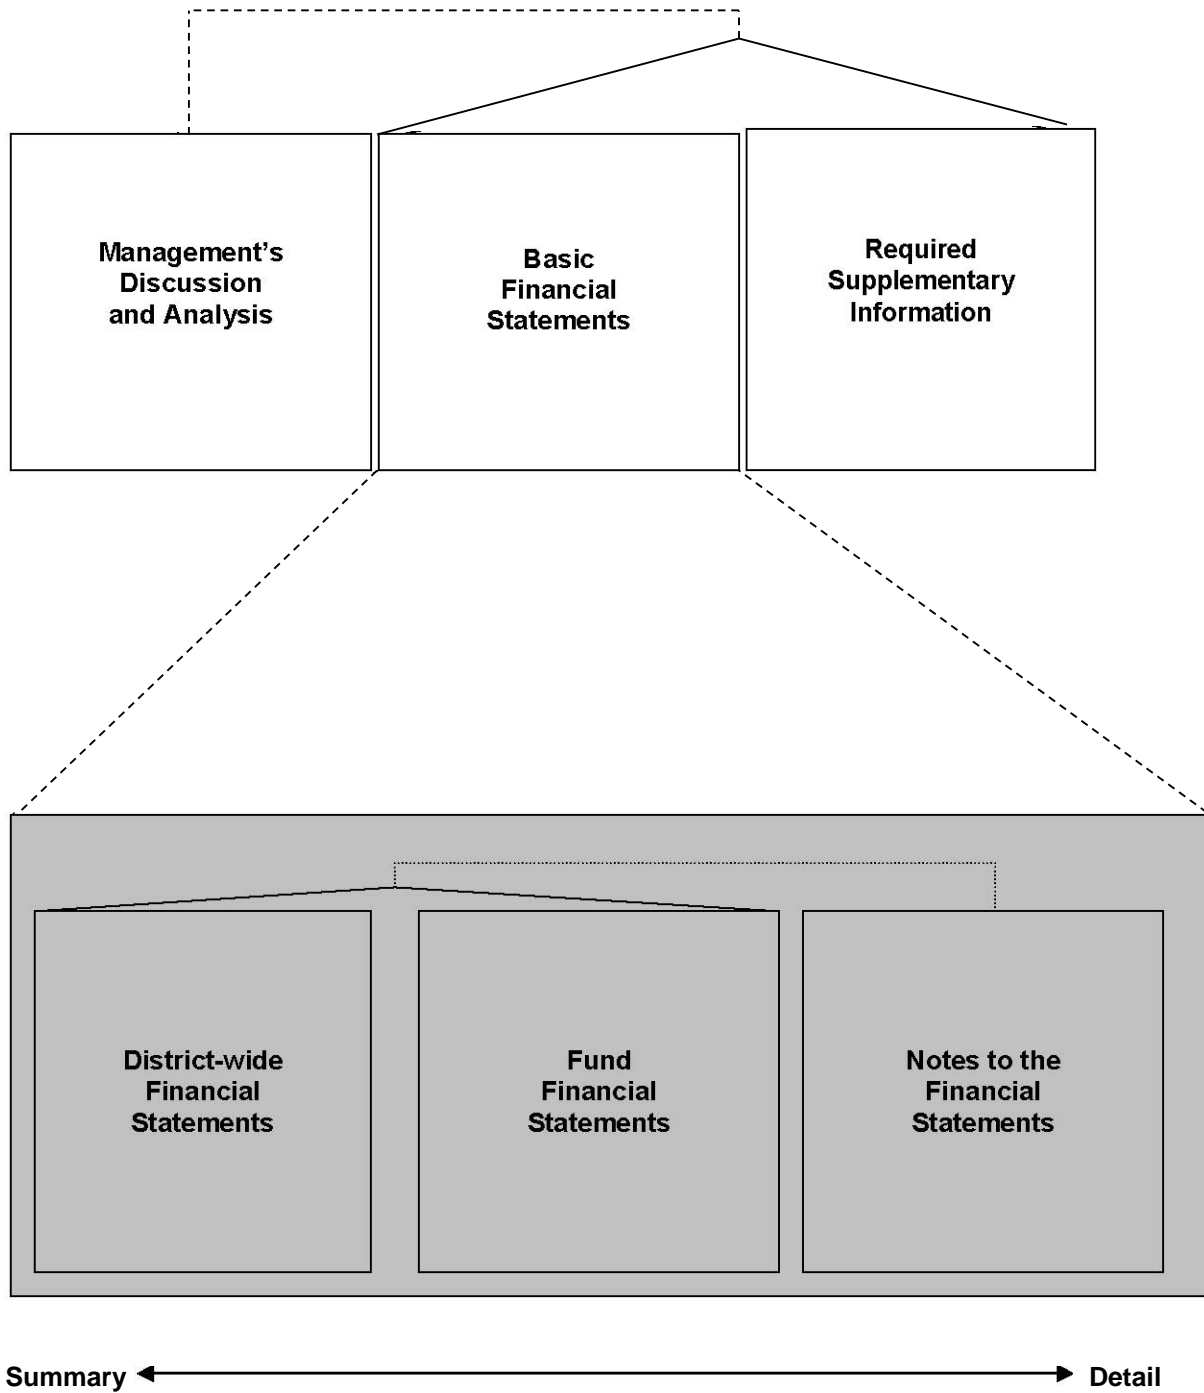 Management’s
Discussion
and Analysis
Basic
Financial
Statements
Required
Supplementary
Information
District-wide
Financial
Statements
Fund
Financial
Statements
Notes to the
Financial
Statements
Summary
Detail